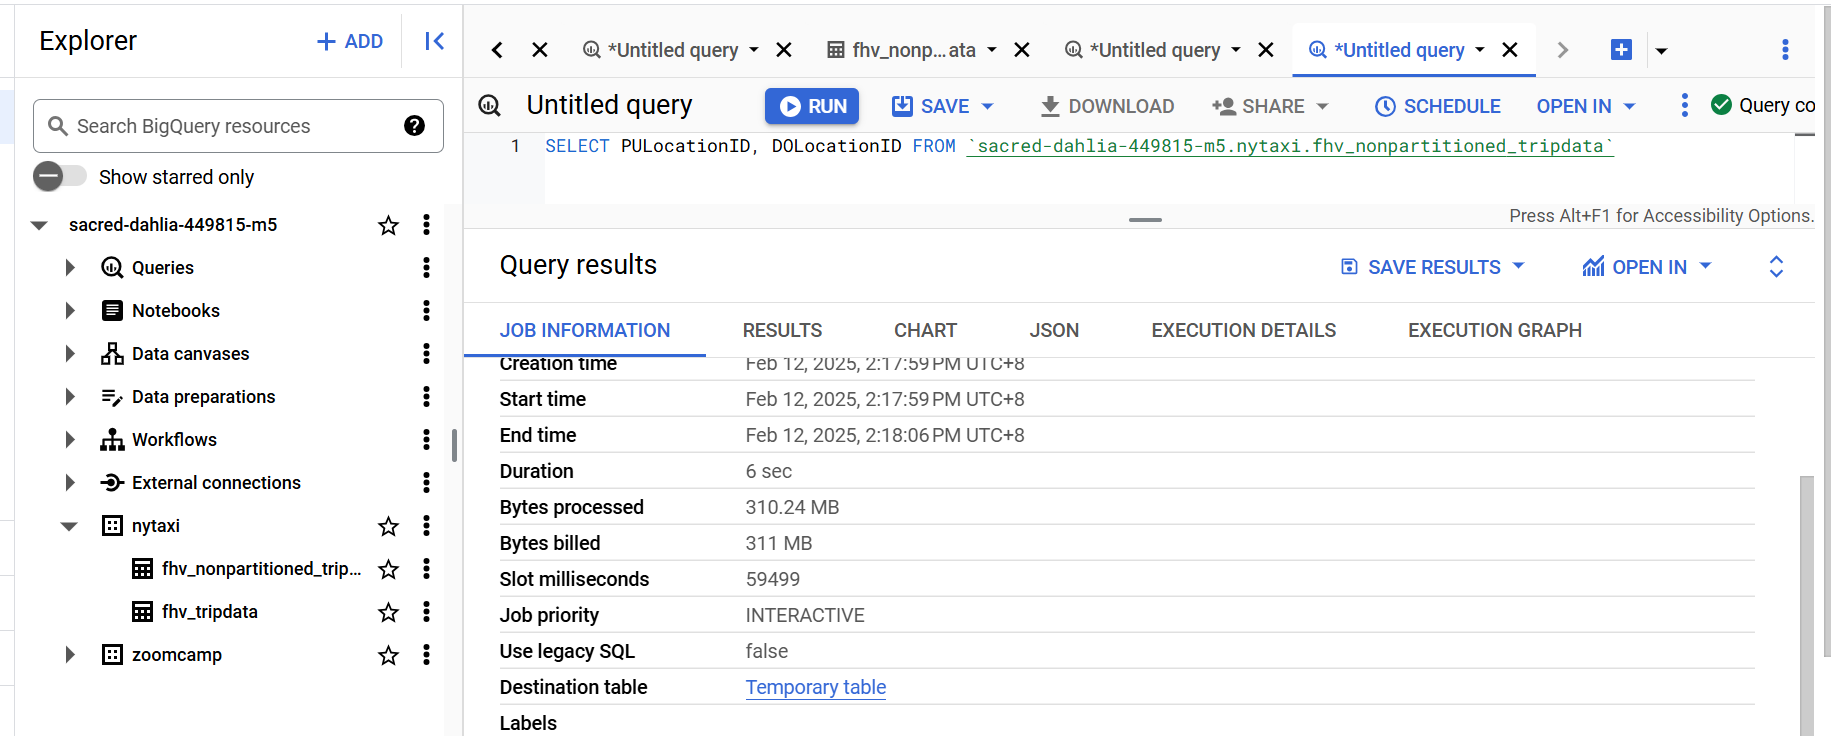 Explorer
ADD
Search BigQuery resources
Show starred only
sacred-dahlia-449815-m5
Queries
Notebooks
Data canvases
Data preparations
Workflows
External connections
nytaxi
fhv_nonpartitioned_trip...
fhv_tripdata
zoomcamp
*Untitled query
fhv_nonp...ata
*Untitled query
*Untitled query
Untitled query
RUN
SAVE
DOWNLOAD
SHARE
SCHEDULE
OPEN IN
Query co
1 SELECT PULocationID, DOLocationID FROM `sacred-dahlia-449815-m5.nytaxi.fhv_nonpartitioned_tripdata`
Press Alt+F1 for Accessibility Options.
Query results
SAVE RESULTS
OPEN IN
JOB INFORMATION
RESULTS
CHART
JSON
EXECUTION DETAILS
EXECUTION GRAPH
Creation time Feb 12, 2025, 2:17:59 PM UTC+8
Start time Feb 12, 2025, 2:17:59 PM UTC+8
End time Feb 12, 2025, 2:18:06 PM UTC+8
Duration 6 sec
Bytes processed 310.24 MB
Bytes billed 311 MB
Slot milliseconds 59499
Job priority INTERACTIVE
Use legacy SQL false
Destination table Temporary table
Labels